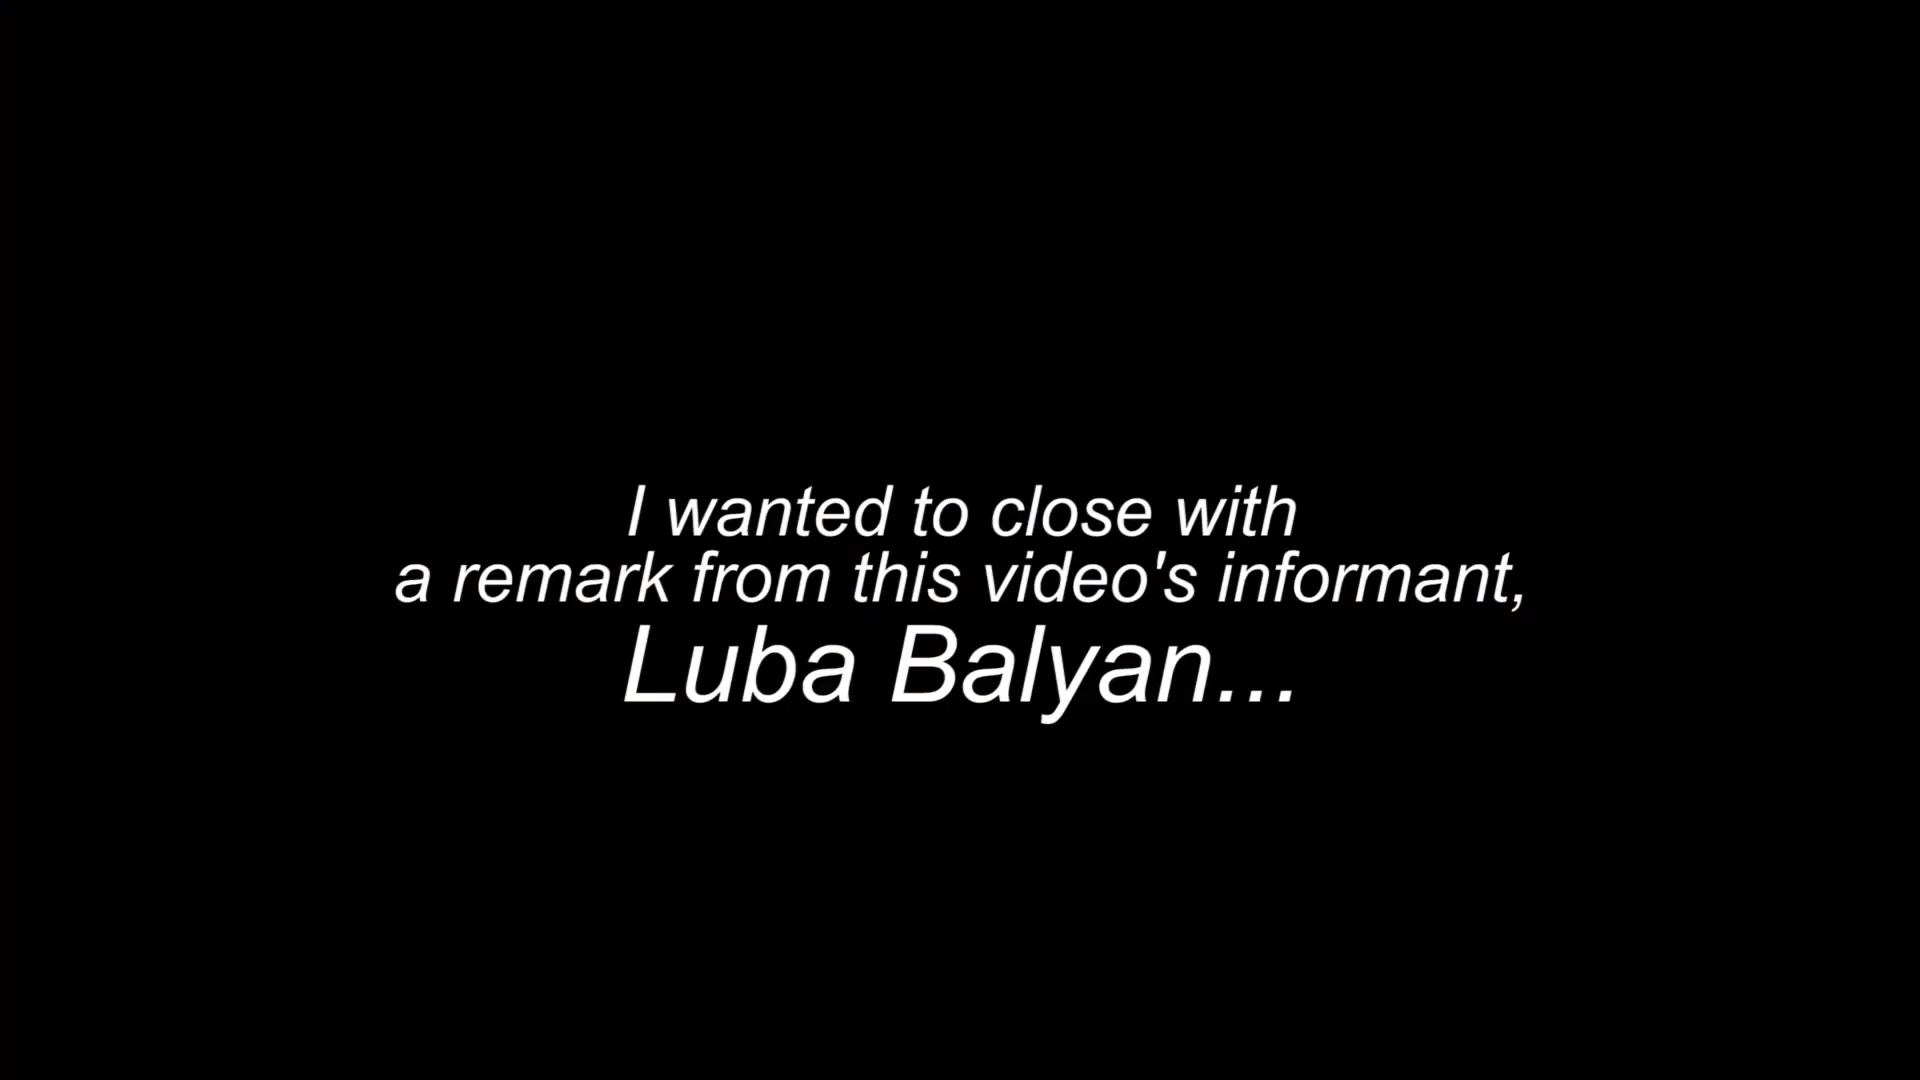 I wanted to close with
a remark from this video's informant,
Luba Balyan...